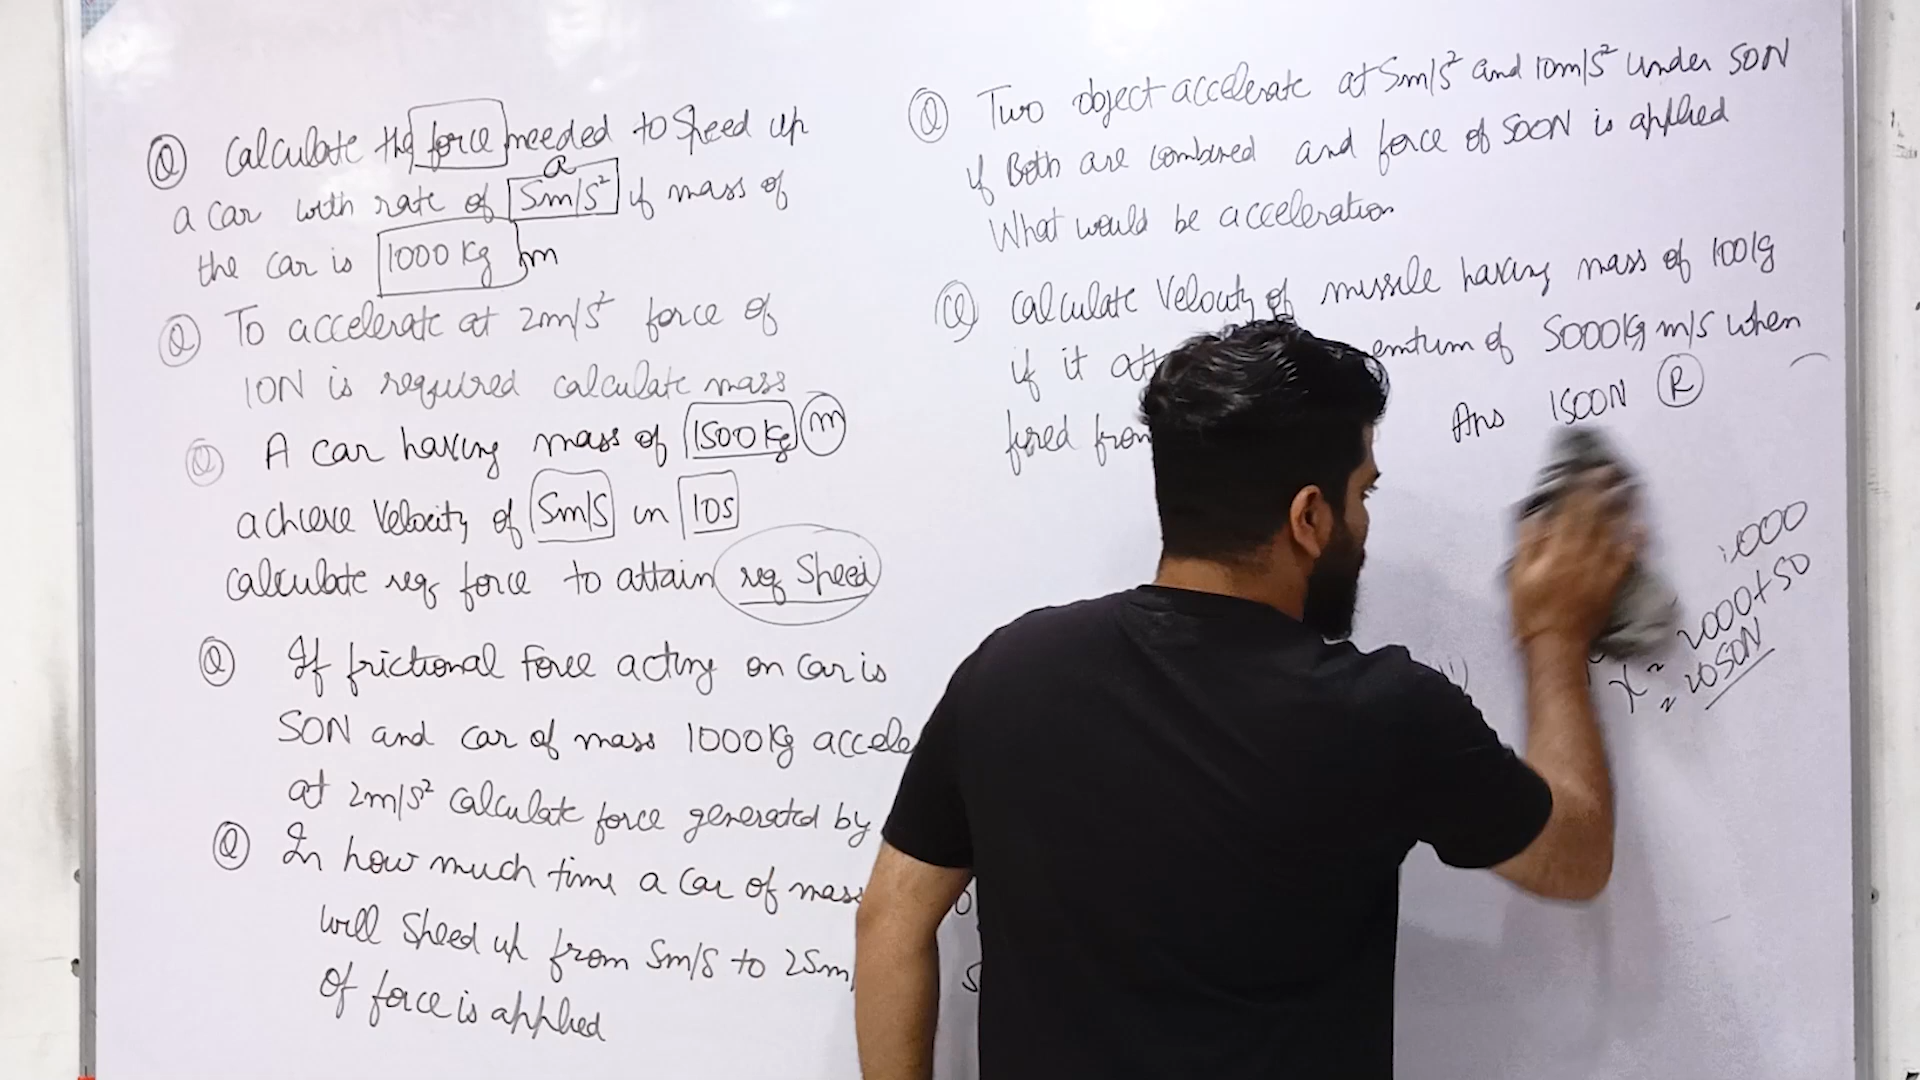 Q Calculate the force needed to Speed up
a
a car with rate of 5m/s² if mass of
the car is 1000 Kg m
Q To accelerate at 2m/s² force of
10N is required calculate mass
Q A car having mass of 1500 Kg m
achieve Velocity of 5m/s in 10s
calculate req force to attain req Speed
Q If frictional Force acting on car is
50N and car of mass 1000Kg accele
at 2m/s² calculate force generated by
Q In how much time a car of mass
will Speed up from 5m/s to 25m/
of force is applied
Q Two object accelerate at 5m/s² and 10m/s² under 50N
if Both are combined and force of 500N is applied
What would be acceleration
Q Calculate Velocity of missile having mass of 100Kg
if it att emtum of 5000Kg m/s when
fired from
Ans 1500N R
1000
x = 2000+50
= 2050N